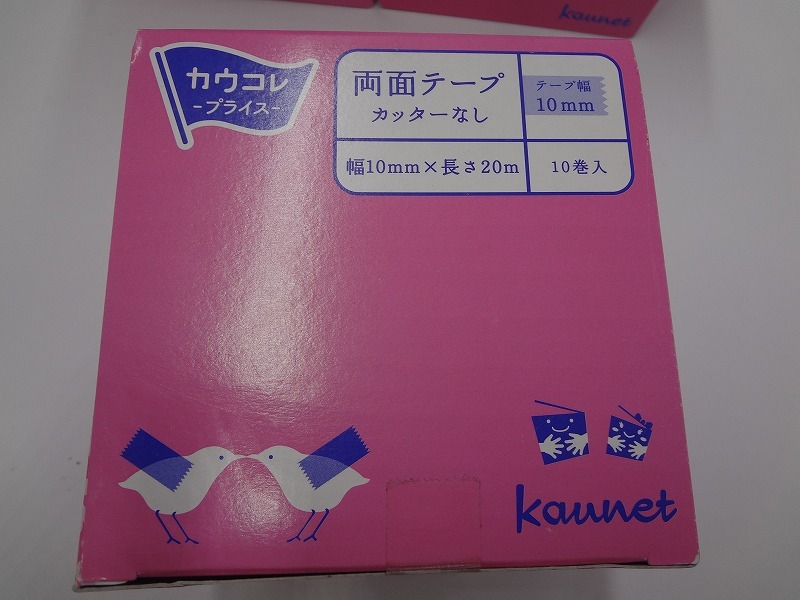 kaunet
カウコレ
-プライス-
両面テープ
カッターなし
テープ幅
10mm
幅10mm×長さ20m
10巻入
kaunet